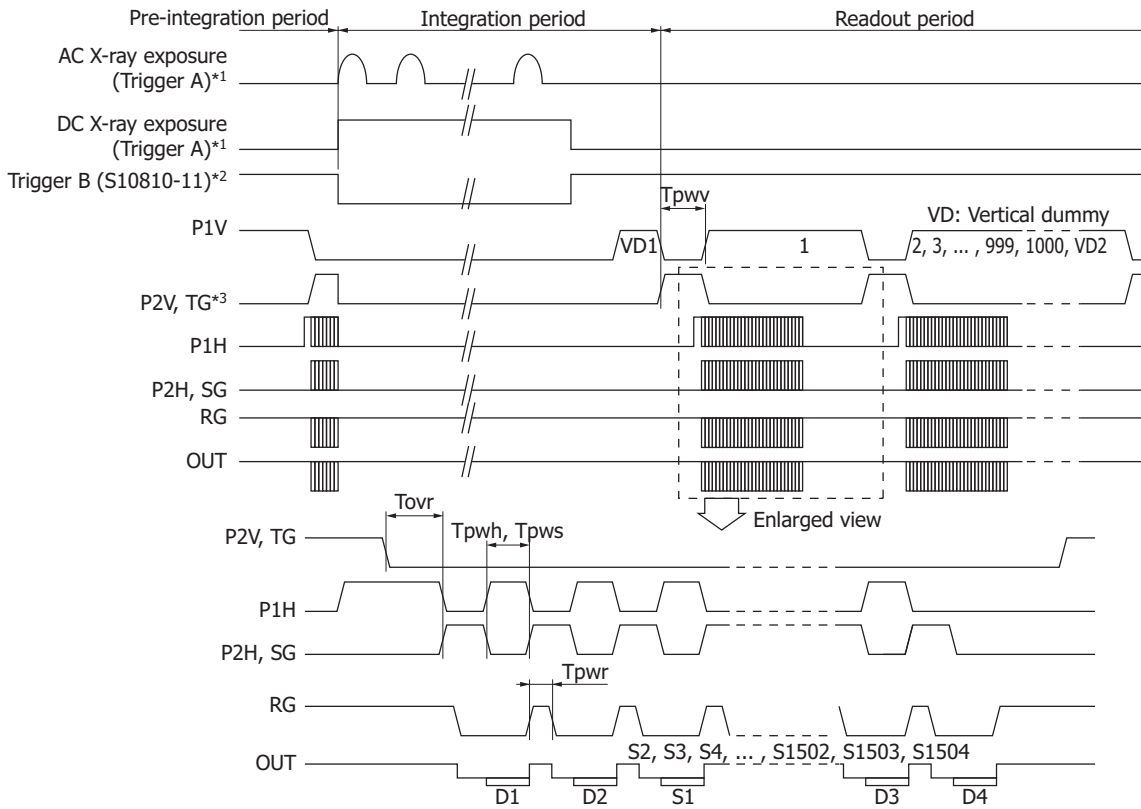 Pre-integration period Integration period Readout period
AC X-ray exposure
(Trigger A)*1
DC X-ray exposure
(Trigger A)*1
Trigger B (S10810-11)*2
Tpwv
P1V VD1 1 VD: Vertical dummy
2, 3, ... , 999, 1000, VD2
P2V, TG*3
P1H
P2H, SG
RG
OUT
Enlarged view
Tovr
Tpwh, Tpws
P2V, TG
P1H
P2H, SG
Tpwr
RG
S2, S3, S4, ... , S1502, S1503, S1504
OUT
D1 D2 S1 D3 D4